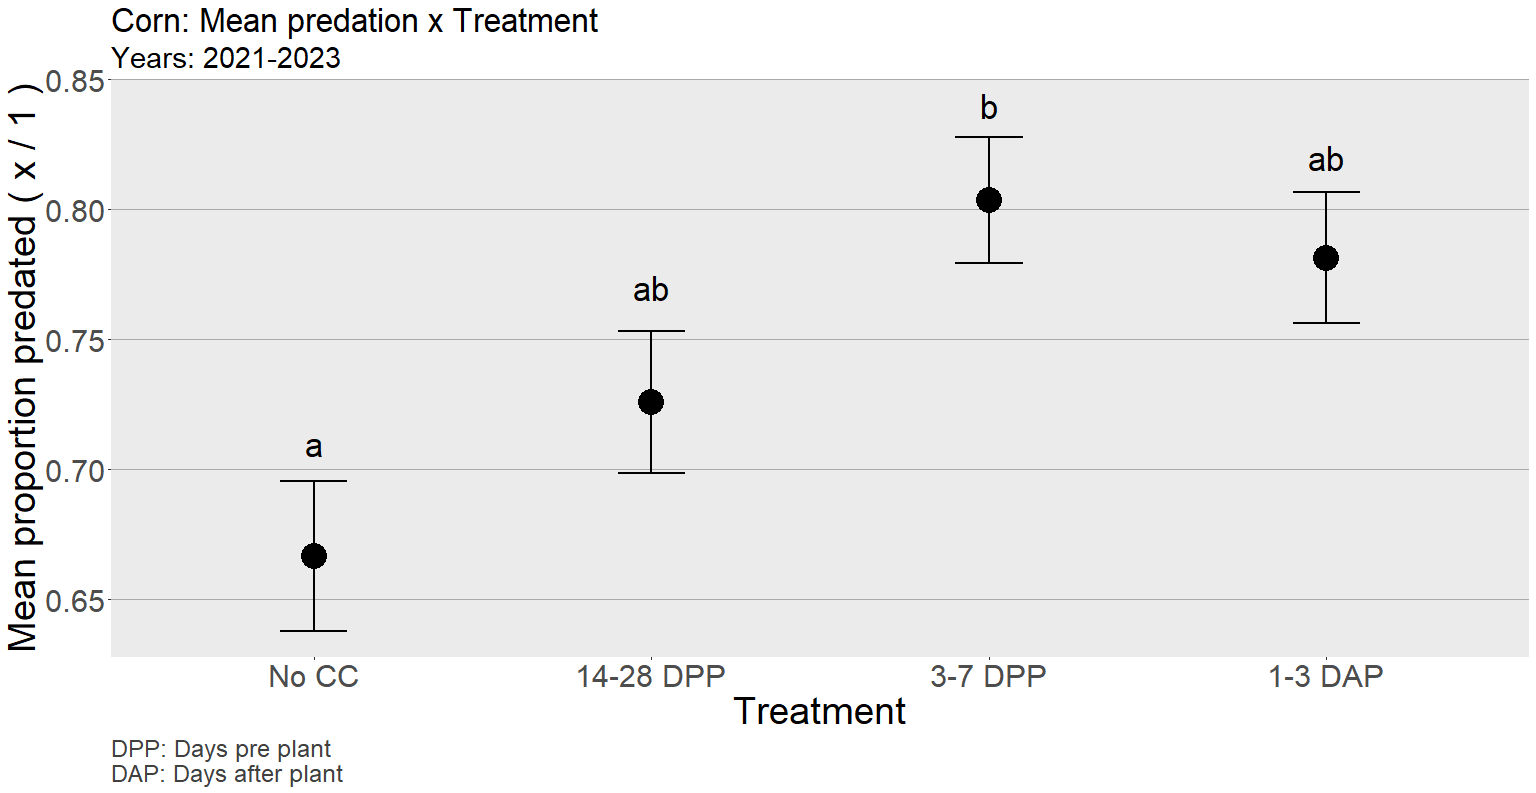 Corn: Mean predation x Treatment
Years: 2021-2023
Mean proportion predated ( x / 1 )
0.85
0.80
0.75
0.70
0.65
a
ab
b
ab
No CC
14-28 DPP
3-7 DPP
1-3 DAP
Treatment
DPP: Days pre plant
DAP: Days after plant